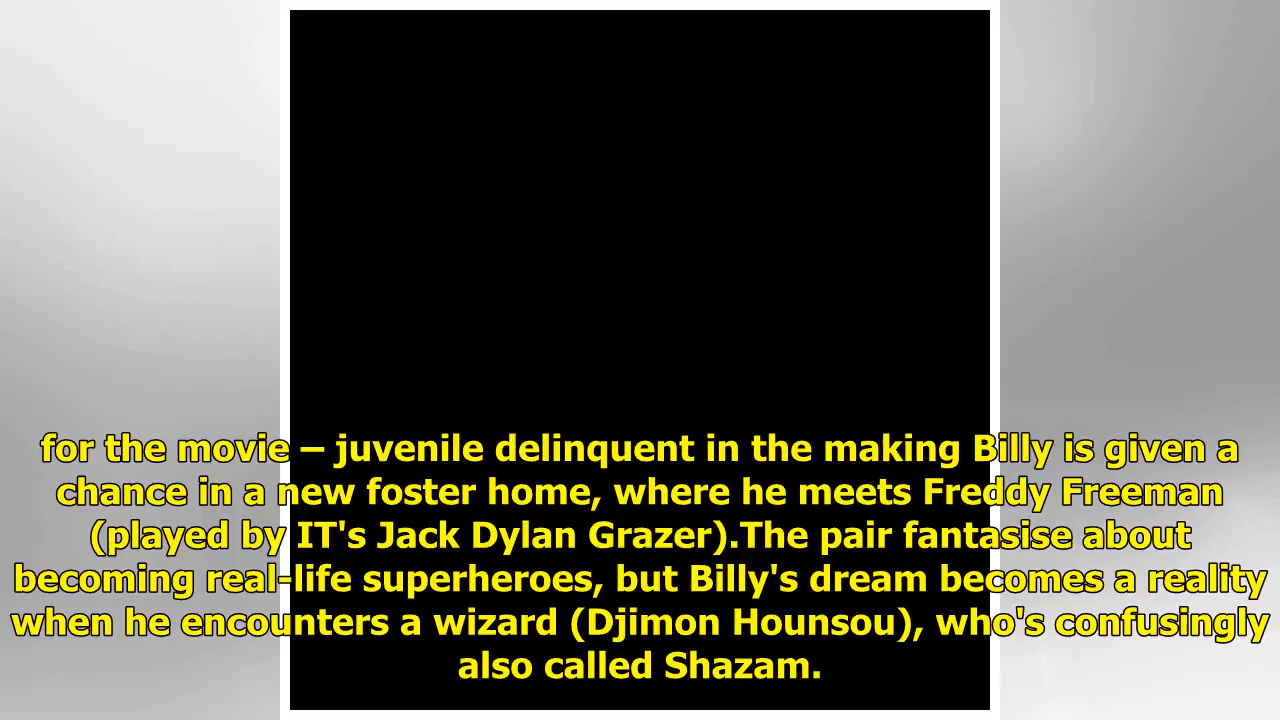 for the movie – juvenile delinquent in the making Billy is given a
chance in a new foster home, where he meets Freddy Freeman
(played by IT's Jack Dylan Grazer).The pair fantasise about
becoming real-life superheroes, but Billy's dream becomes a reality
when he encounters a wizard (Djimon Hounsou), who's confusingly
also called Shazam.